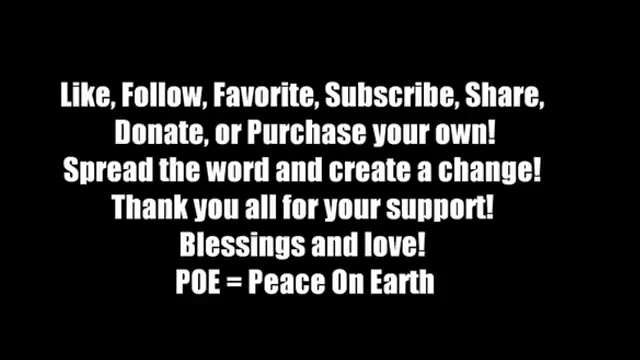 Like, Follow, Favorite, Subscribe, Share,
Donate, or Purchase your own!
Spread the word and create a change!
Thank you all for your support!
Blessings and love!
POE = Peace On Earth